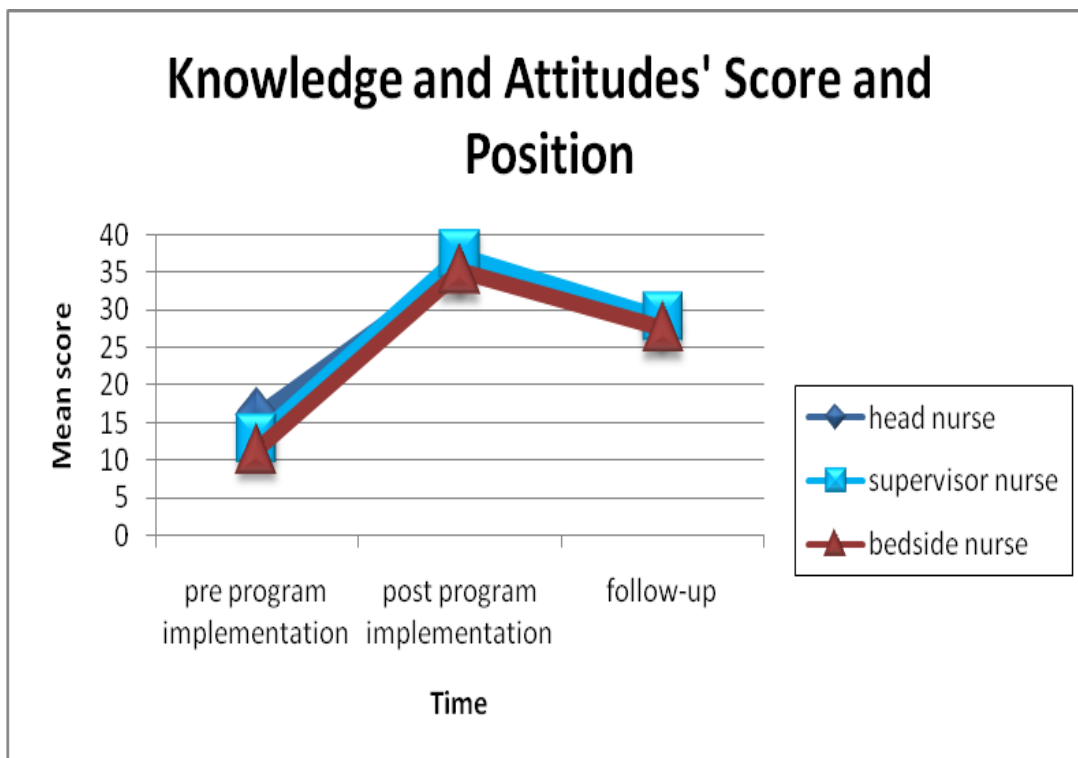 Knowledge and Attitudes' Score and
Position
Mean score
40
35
30
25
20
15
10
5
0
pre program
implementation
post program
implementation
follow-up
Time
head nurse
supervisor nurse
bedside nurse